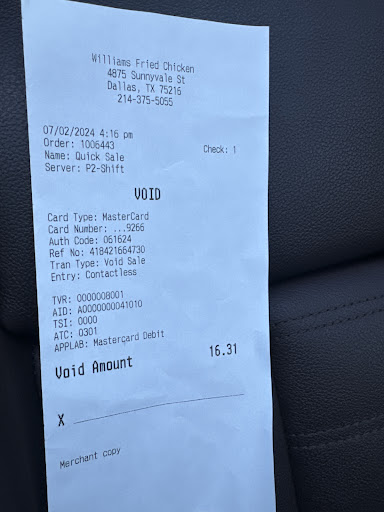 Williams Fried Chicken
4875 Sunnyvale St
Dallas, TX 75216
214-375-5055
07/02/2024 4:16 pm
Order: 1006443
Check: 1
Name: Quick Sale
Server: P2-Shift
VOID
Card Type: MasterCard
Card Number: ...9266
Auth Code: 061624
Ref No: 418421664730
Tran Type: Void Sale
Entry: Contactless
TVR: 0000008001
AID: A0000000041010
TSI: 0000
ATC: 0301
APPLAB: Mastercard Debit
Void Amount 16.31
X
Merchant copy